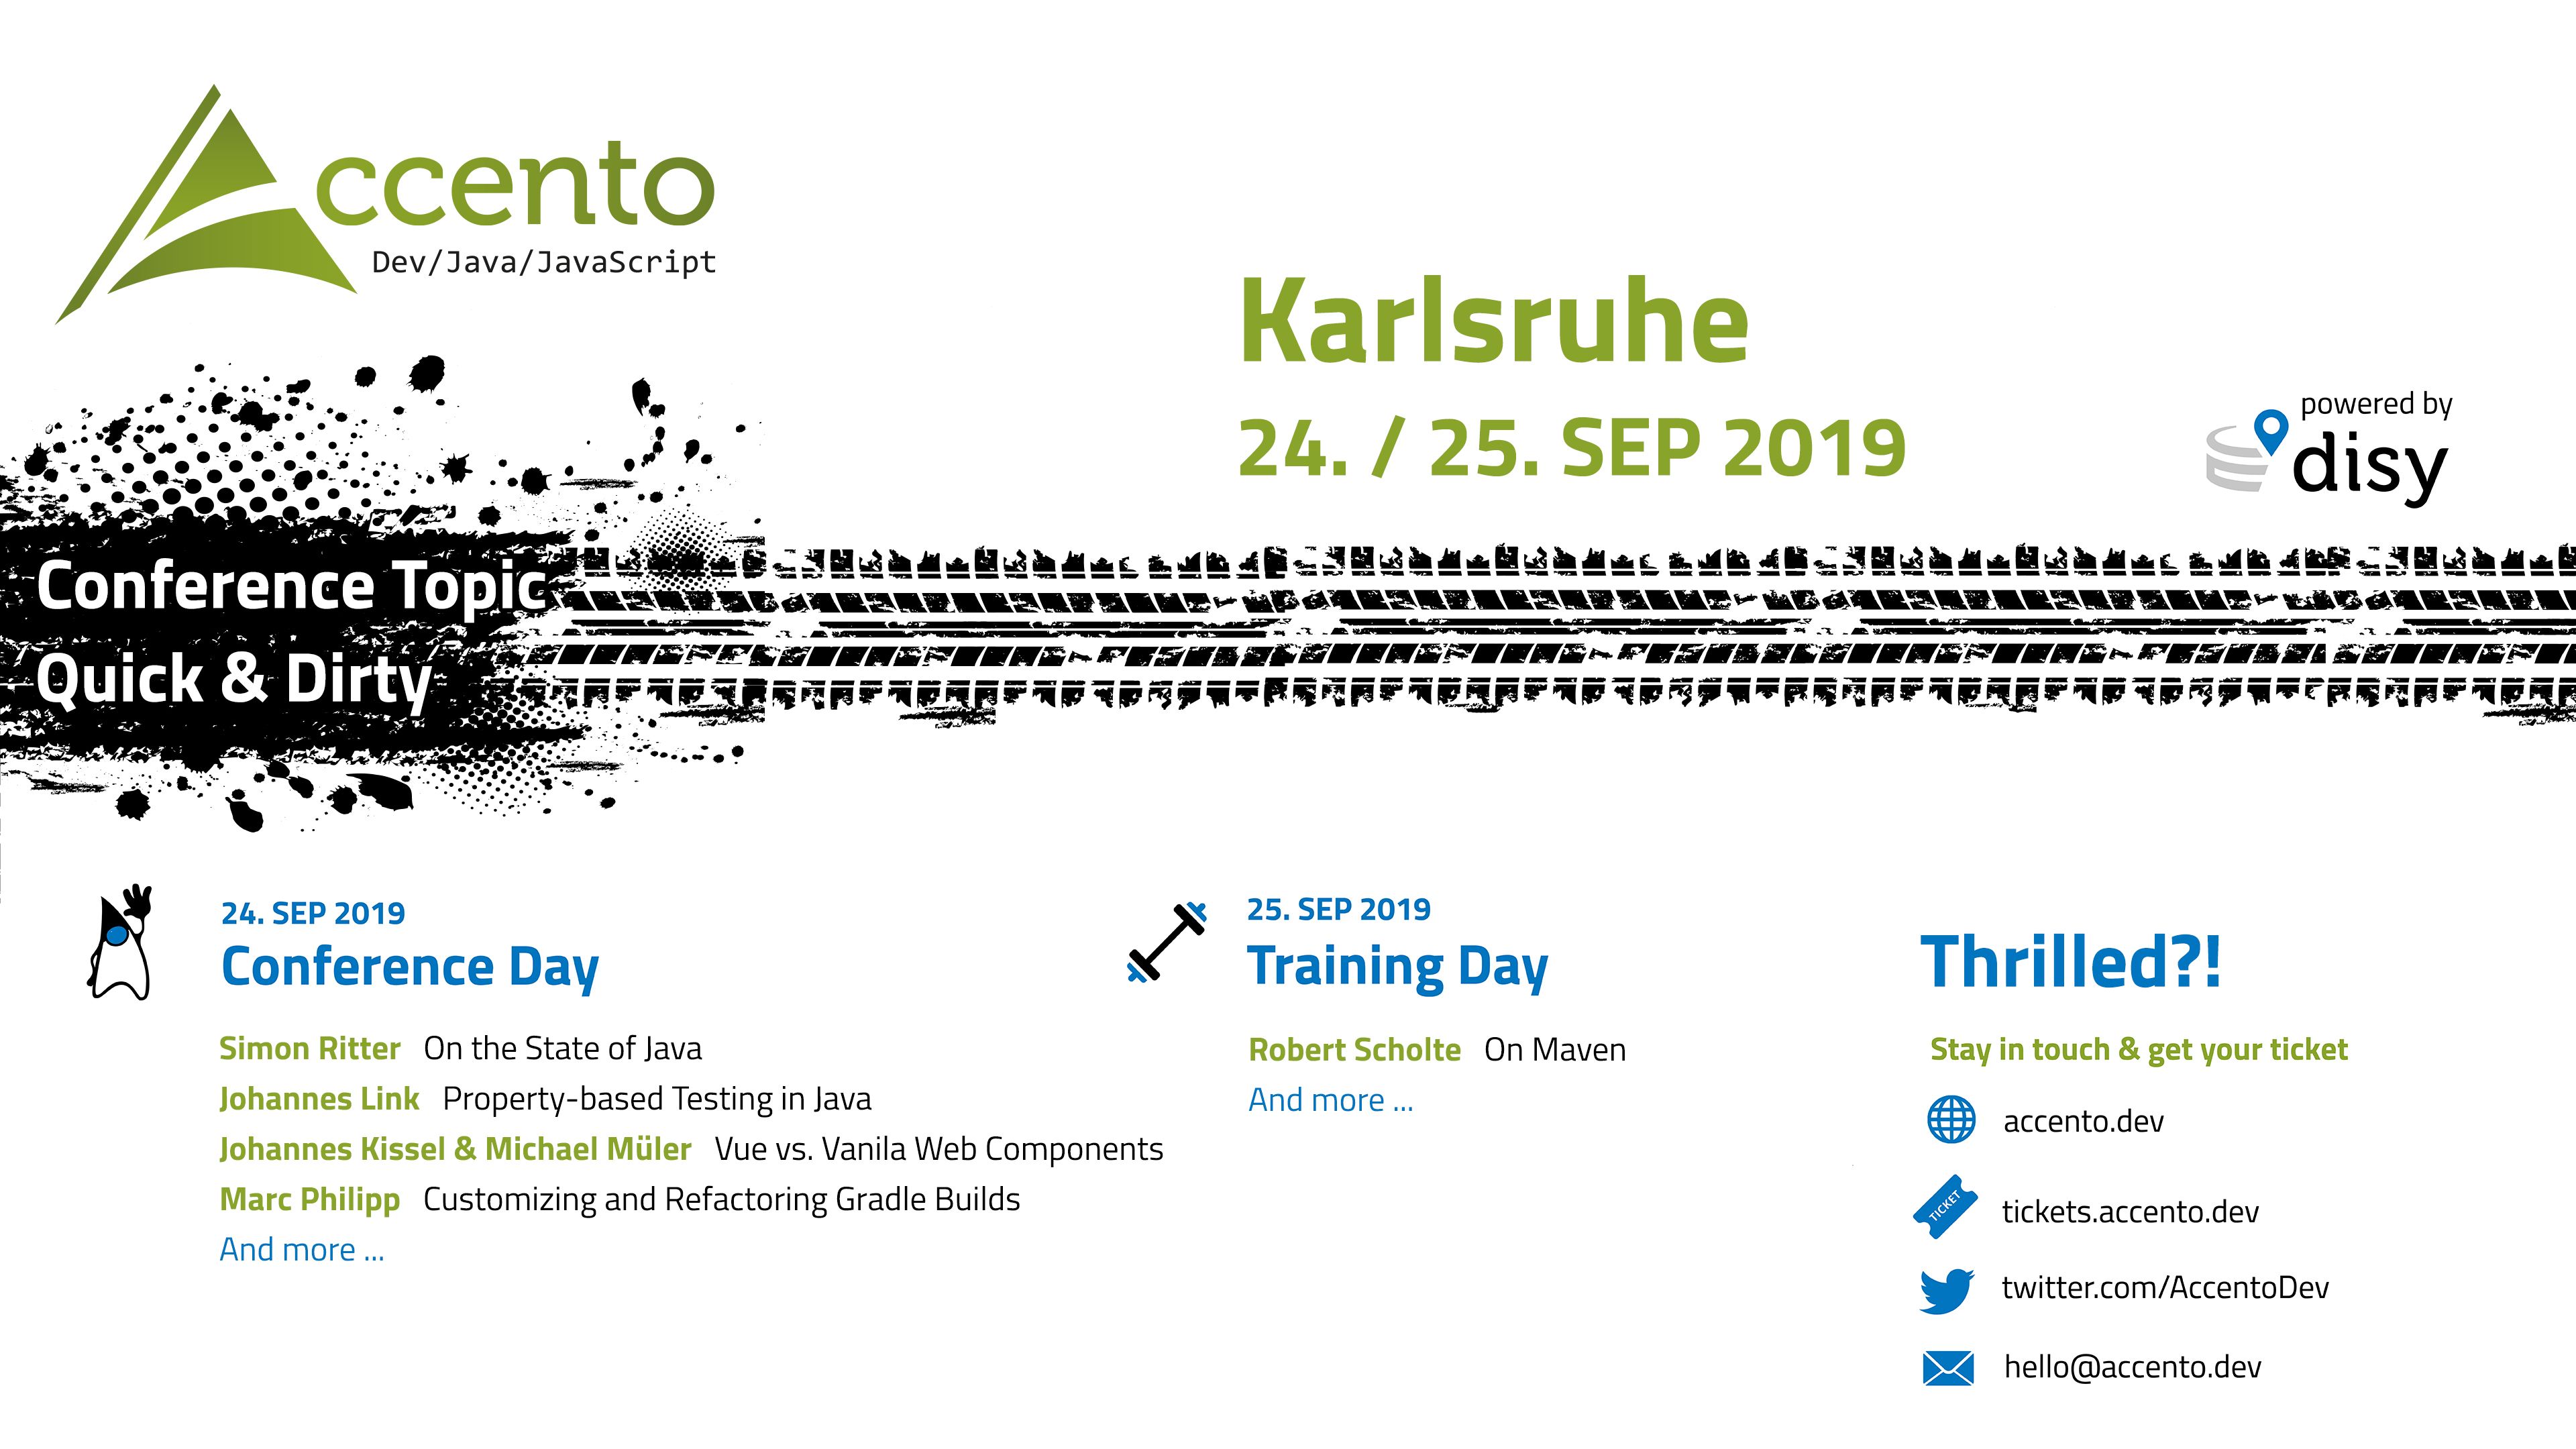 Accento
Dev/Java/JavaScript
Karlsruhe
24. / 25. SEP 2019
powered by
disy
Conference Topic
Quick & Dirty
24. SEP 2019
Conference Day
Simon Ritter On the State of Java
Johannes Link Property-based Testing in Java
Johannes Kissel & Michael Müler Vue vs. Vanila Web Components
Marc Philipp Customizing and Refactoring Gradle Builds
And more ...
25. SEP 2019
Training Day
Robert Scholte On Maven
And more ...
Thrilled?!
Stay in touch & get your ticket
accento.dev
TICKET
tickets.accento.dev
twitter.com/AccentoDev
hello@accento.dev